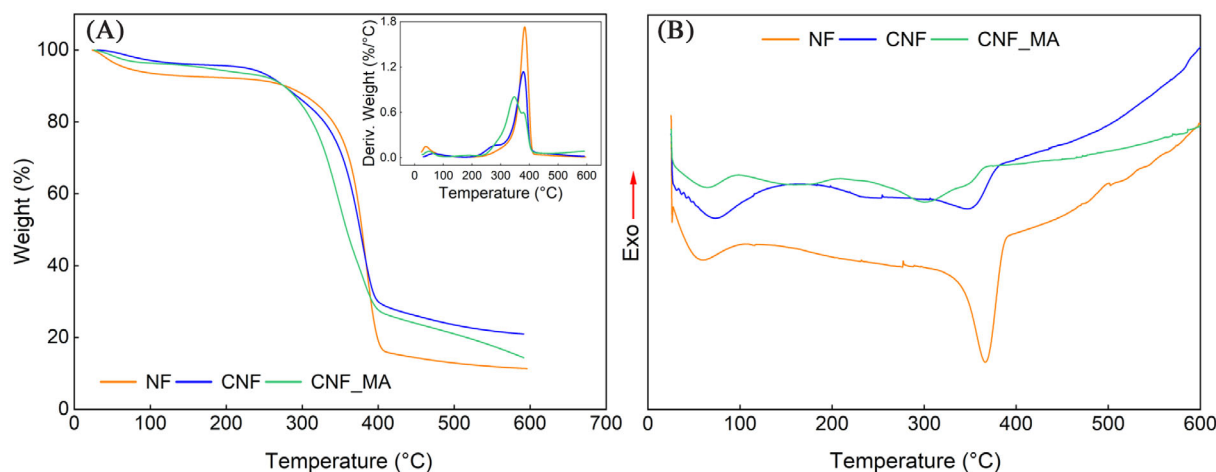 (A)
Weight (%)
100
80
60
40
20
0
0 100 200 300 400 500 600 700
Temperature (°C)
NF CNF CNF_MA
Deriv. Weight (%/°C)
1.8
1.2
0.6
0.0
0 100 200 300 400 500 600
Temperature (°C)
(B)
NF CNF CNF_MA
Exo
0 100 200 300 400 500 600
Temperature (°C)